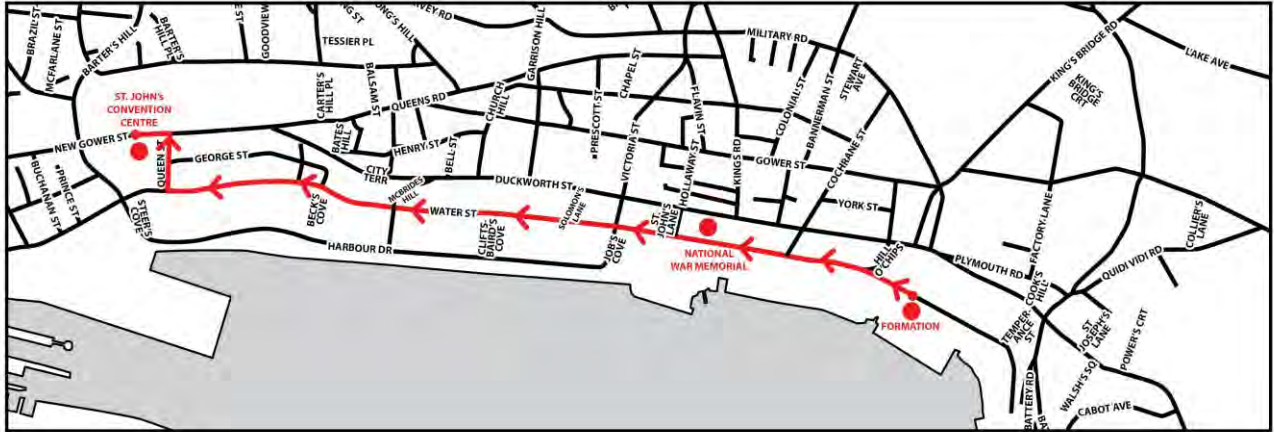 BRAZIL ST
MCFARLANE ST
BARTER'S HILL
BARTER'S
HILL PL
GOODVIEW
TESSIER PL
GARRISON HILL
MILITARY RD
KING'S BRIDGE RD
LAKE AVE
KING'S
BRIDGE CRT
STEWART
AVE
CHAPEL ST
FLAVIN ST
COLONIAL ST
BANNERMAN ST
ST. JOHN's
CONVENTION
CENTRE
CARTER'S
HILL PL
BALSAM ST
QUEENS RD
CHURCH
HILL
PRESCOTT ST
VICTORIA ST
NEW GOWER ST
QUEEN ST
GEORGE ST
BATES
HILL
HENRY ST
BELL ST
HOLLAWAY ST
KINGS RD
GOWER ST
COCHRANE ST
FACTORY LANE
COLLIER'S
LANE
BUCHANAN ST
PRINCE ST
STEER'S
COVE
BECK'S
COVE
CITY
TERR
MCBRIDES
HILL
DUCKWORTH ST
WATER ST
CLIFT'S-
BAIRD'S
COVE
SOLOMON'S
LANE
JOB'S
COVE
ST.
JOHN'S
LANE
YORK ST
HARBOUR DR
NATIONAL
WAR MEMORIAL
HILL
O'CHIPS
PLYMOUTH RD
QUIDI VIDI RD
COOK'S
HILL
FORMATION
TEMPER-
ANCE
ST
ST
JOSEPH'S
LANE
POWER'S CRT
WALSH'S SQ
BATTERY RD
CABOT AVE